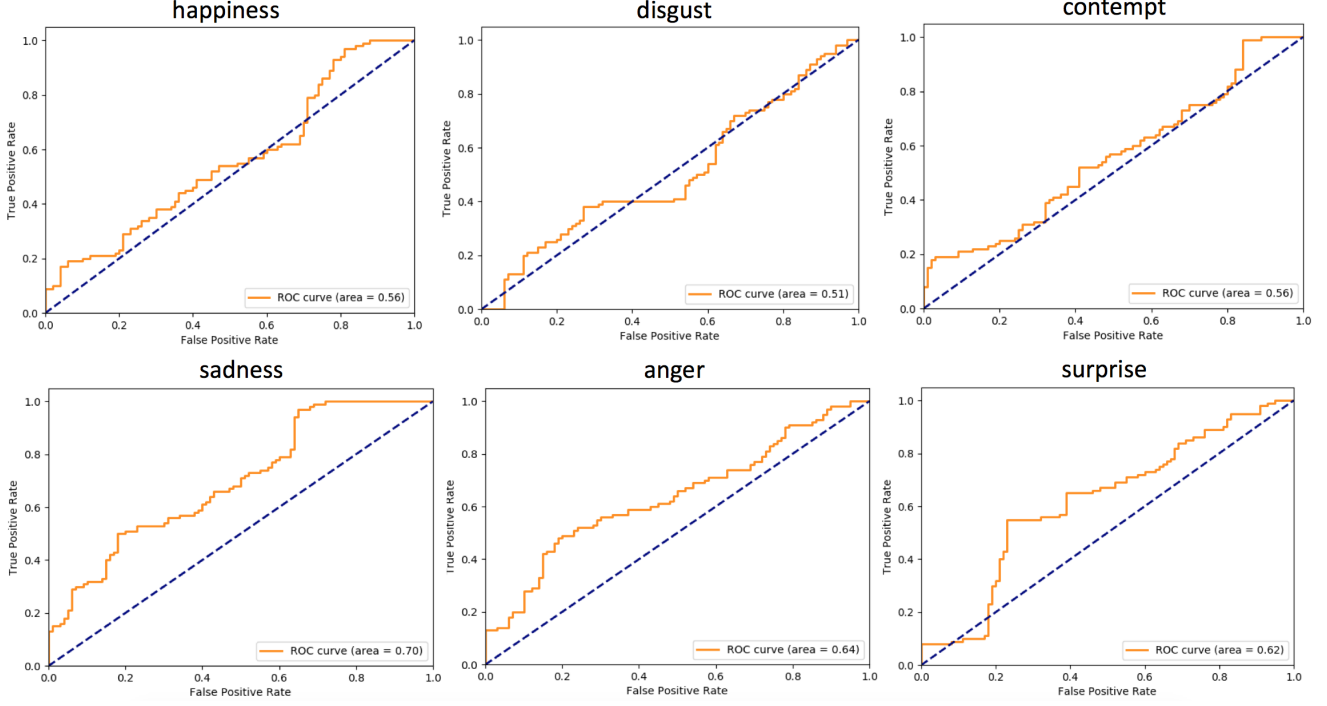 happiness
disgust
contempt
1.0
0.8
0.6
0.4
0.2
0.0
True Positive Rate
ROC curve (area = 0.56)
0.0 0.2 0.4 0.6 0.8 1.0
False Positive Rate
1.0
0.8
0.6
0.4
0.2
0.0
True Positive Rate
ROC curve (area = 0.51)
0.0 0.2 0.4 0.6 0.8 1.0
False Positive Rate
1.0
0.8
0.6
0.4
0.2
0.0
True Positive Rate
ROC curve (area = 0.56)
0.0 0.2 0.4 0.6 0.8 1.0
False Positive Rate
sadness
anger
surprise
1.0
0.8
0.6
0.4
0.2
0.0
True Positive Rate
ROC curve (area = 0.70)
0.0 0.2 0.4 0.6 0.8 1.0
False Positive Rate
1.0
0.8
0.6
0.4
0.2
0.0
True Positive Rate
ROC curve (area = 0.64)
0.0 0.2 0.4 0.6 0.8 1.0
False Positive Rate
1.0
0.8
0.6
0.4
0.2
0.0
True Positive Rate
ROC curve (area = 0.62)
0.0 0.2 0.4 0.6 0.8 1.0
False Positive Rate